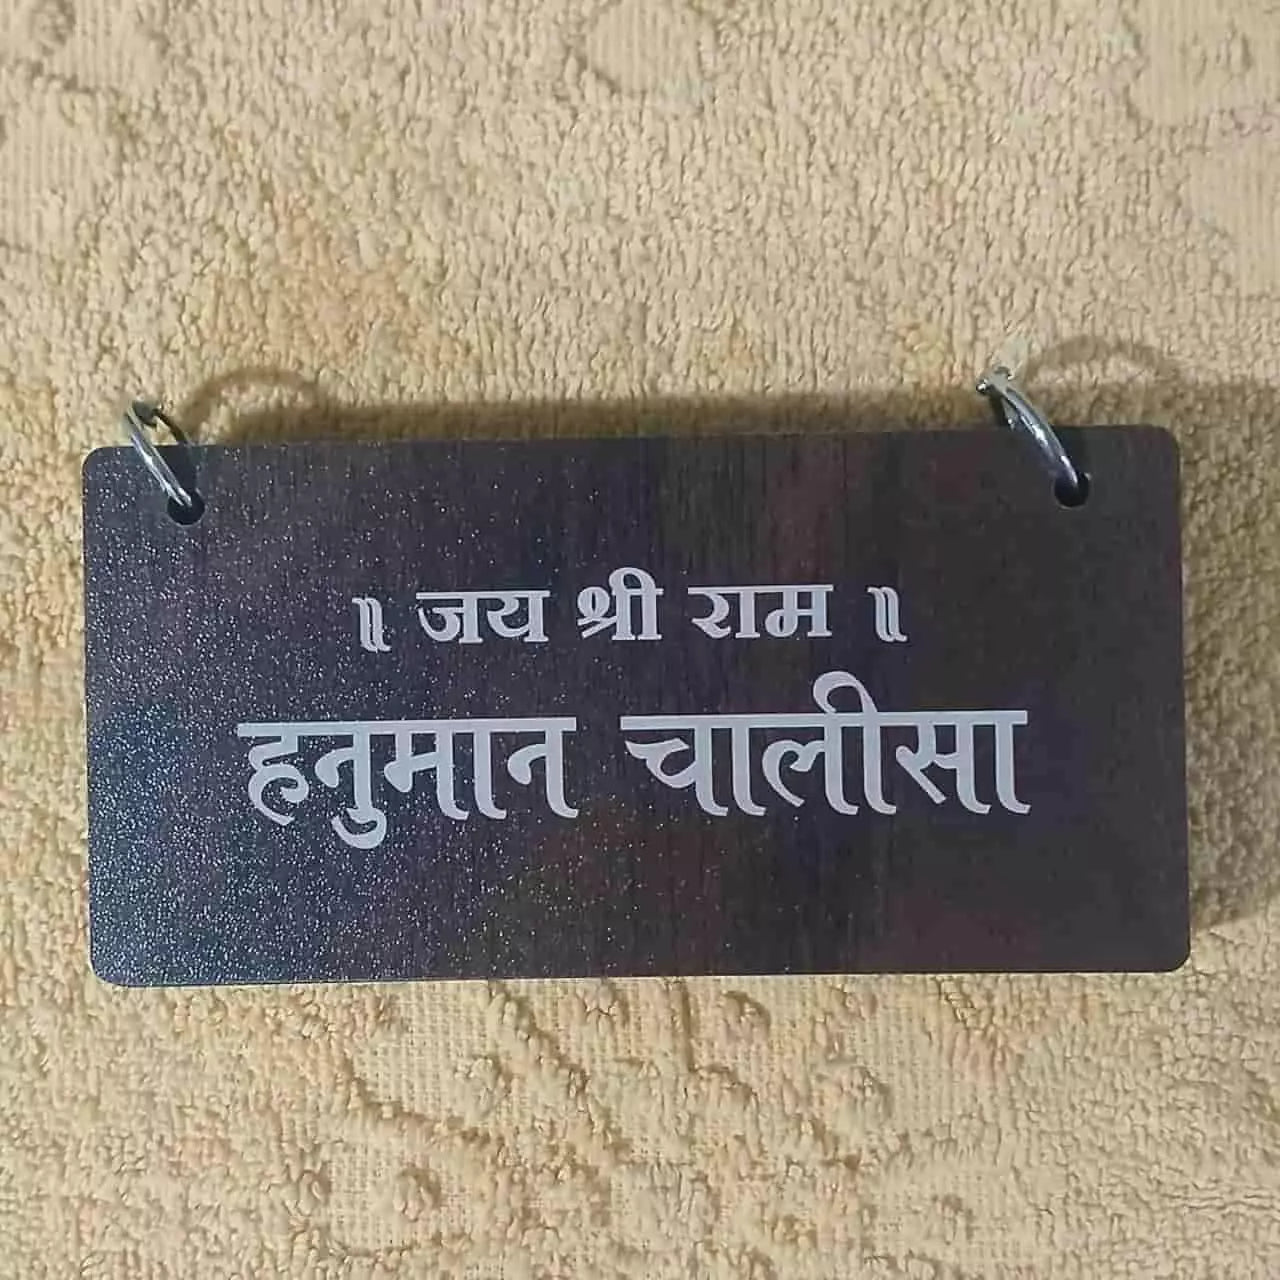 ॥ जय श्री राम ॥
हनुमान चालीसा